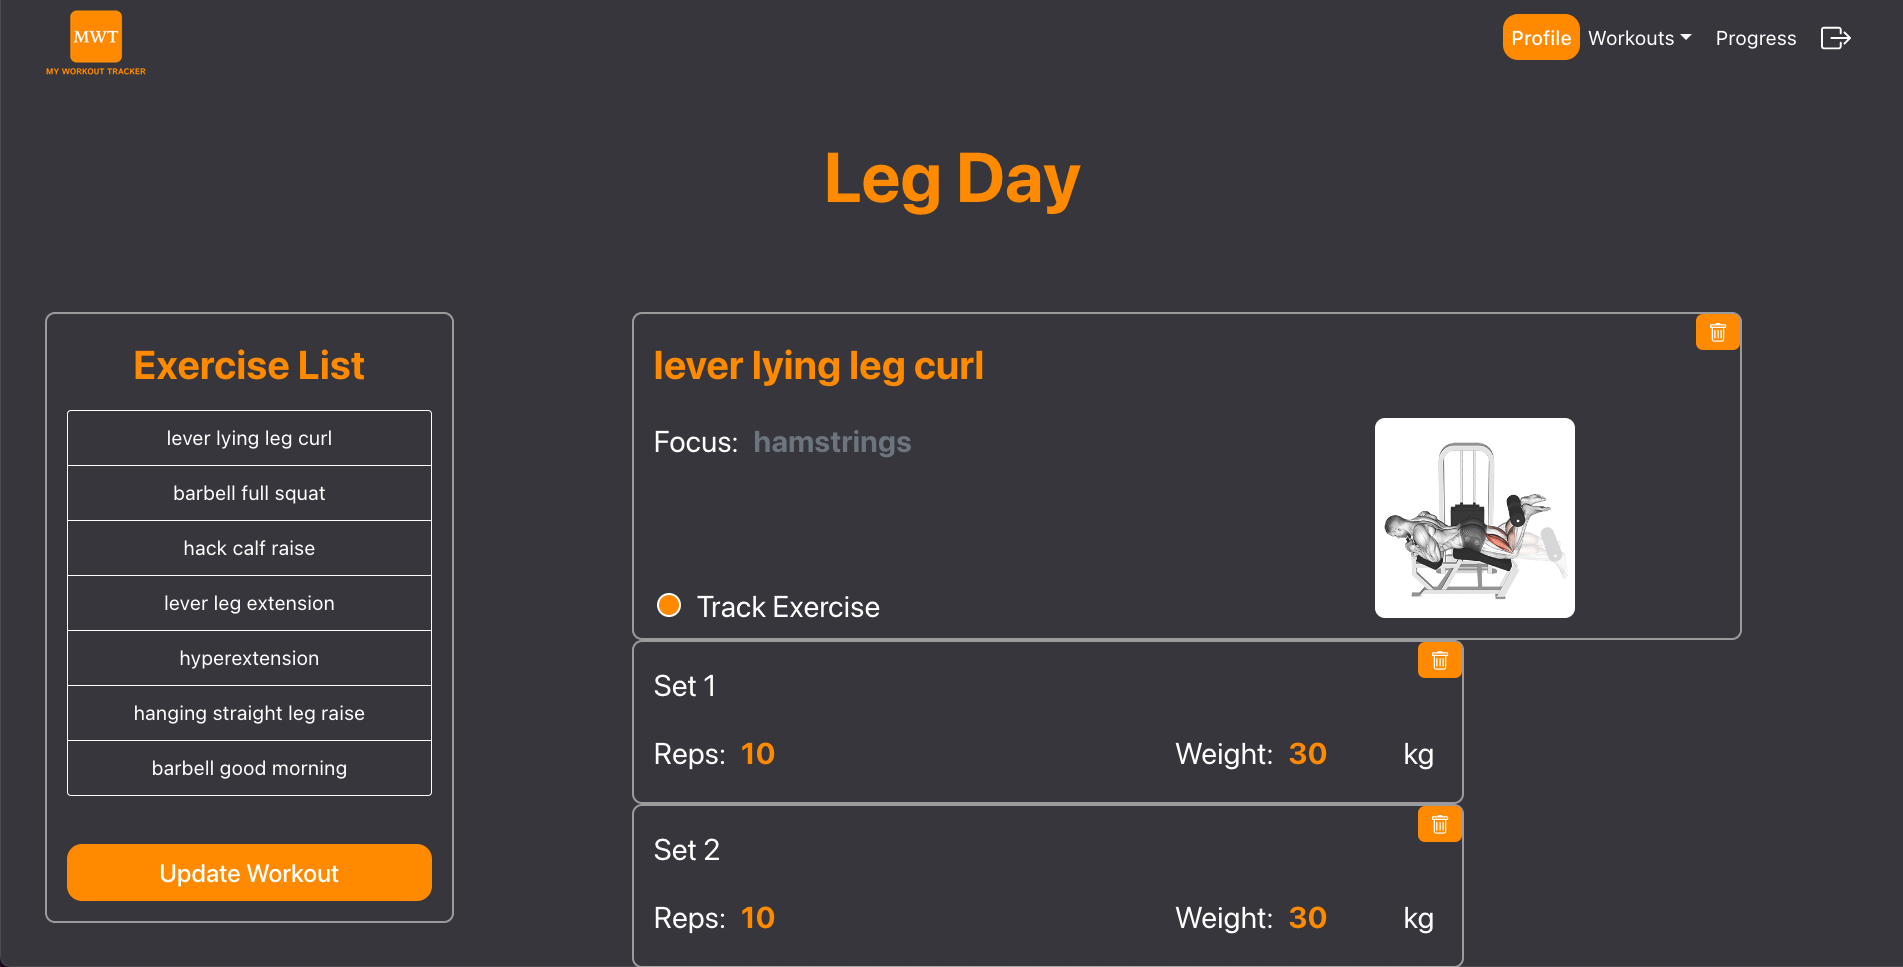 MWT
MY WORKOUT TRACKER
Profile
Workouts
Progress
Leg Day
Exercise List
lever lying leg curl
barbell full squat
hack calf raise
lever leg extension
hyperextension
hanging straight leg raise
barbell good morning
Update Workout
lever lying leg curl
Focus: hamstrings
Track Exercise
Set 1
Reps: 10 Weight: 30 kg
Set 2
Reps: 10 Weight: 30 kg